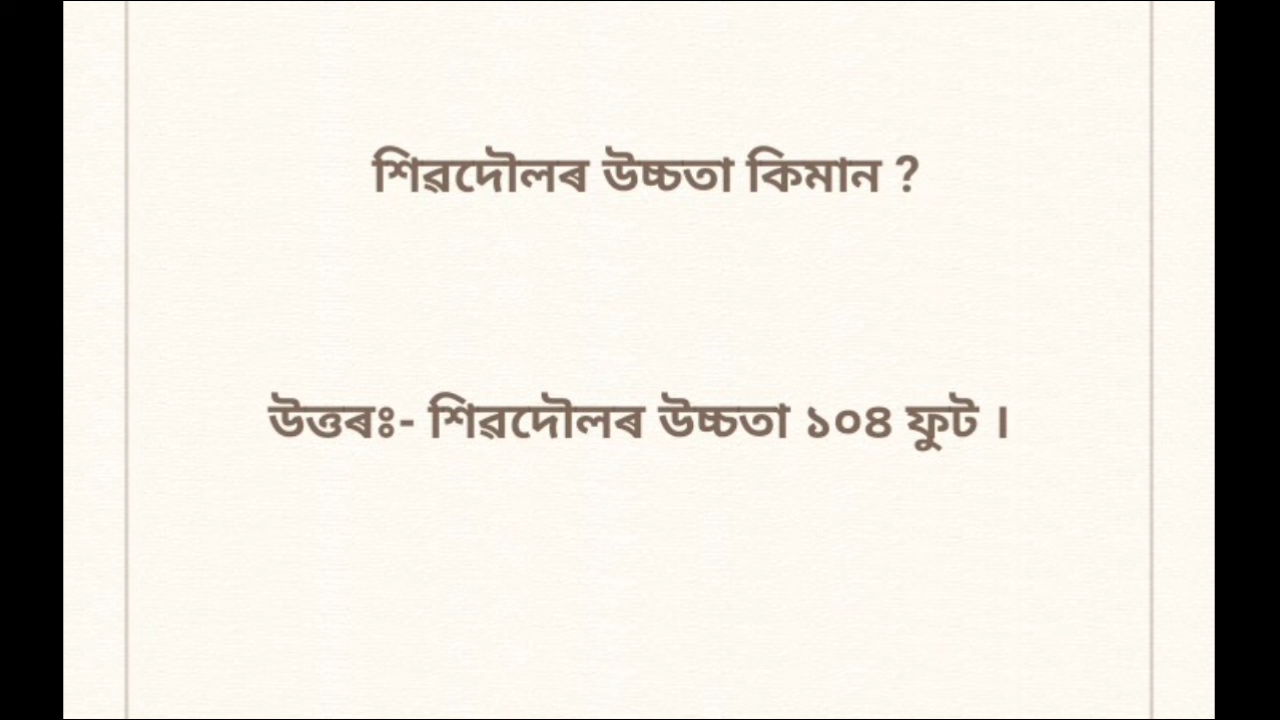 শিৱদৌলৰ উচ্চতা কিমান ?
উত্তৰঃ- শিৱদৌলৰ উচ্চতা ১০৪ ফুট ।